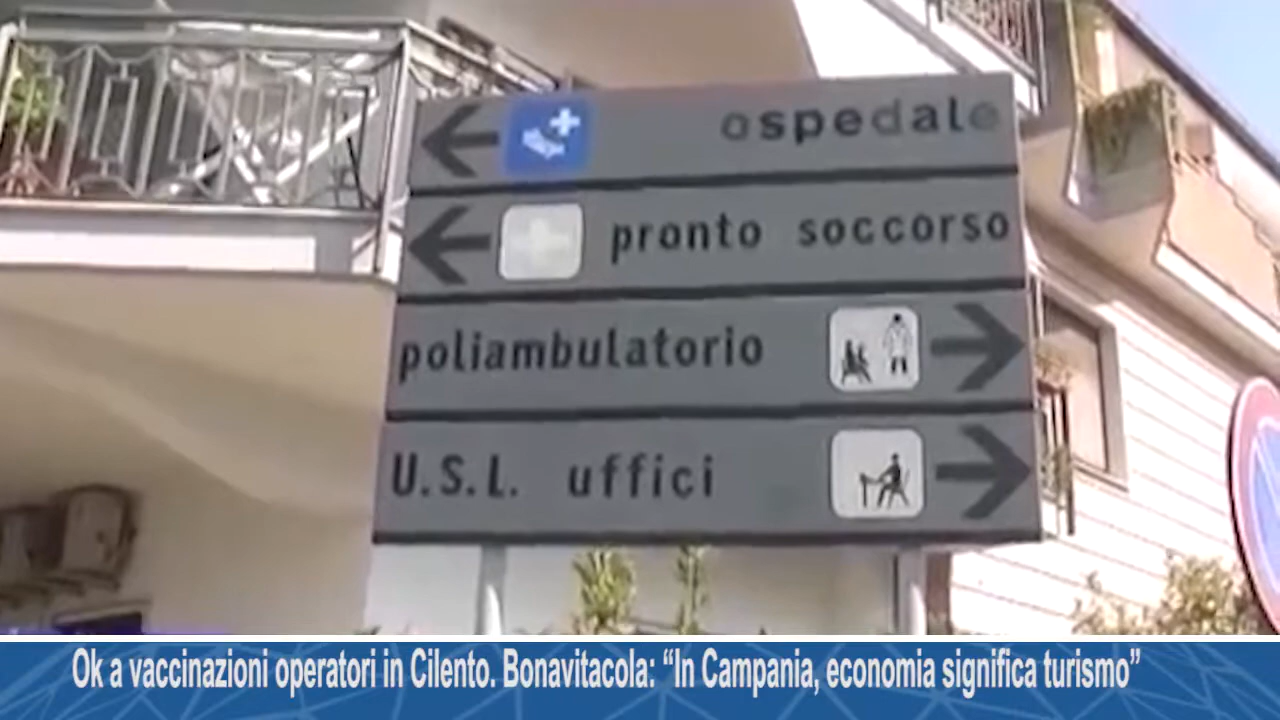 ospedale
pronto soccorso
poliambulatorio
U.S.L. uffici
Ok a vaccinazioni operatori in Cilento. Bonavitacola: “In Campania, economia significa turismo”